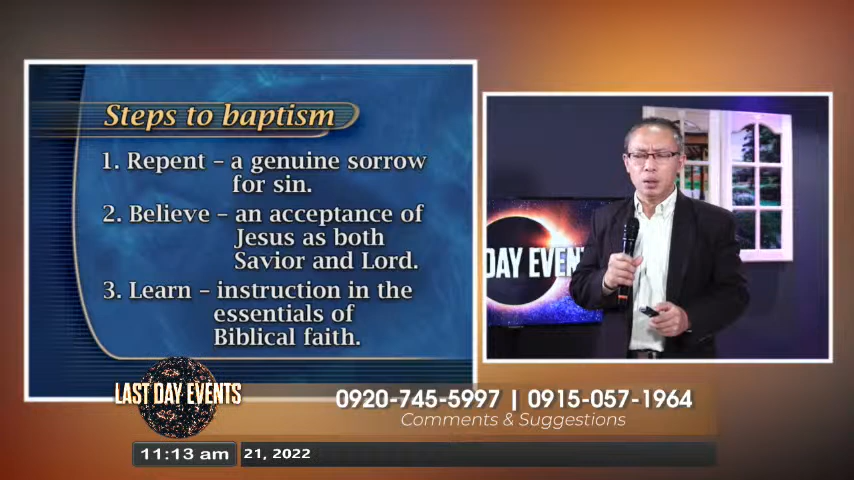 Steps to baptism
1. Repent – a genuine sorrow
for sin.
2. Believe – an acceptance of
Jesus as both
Savior and Lord.
3. Learn – instruction in the
essentials of
Biblical faith.
DAY EVEN
LAST DAY EVENTS
0920-745-5997 | 0915-057-1964
Comments & Suggestions
11:13 am 21, 2022